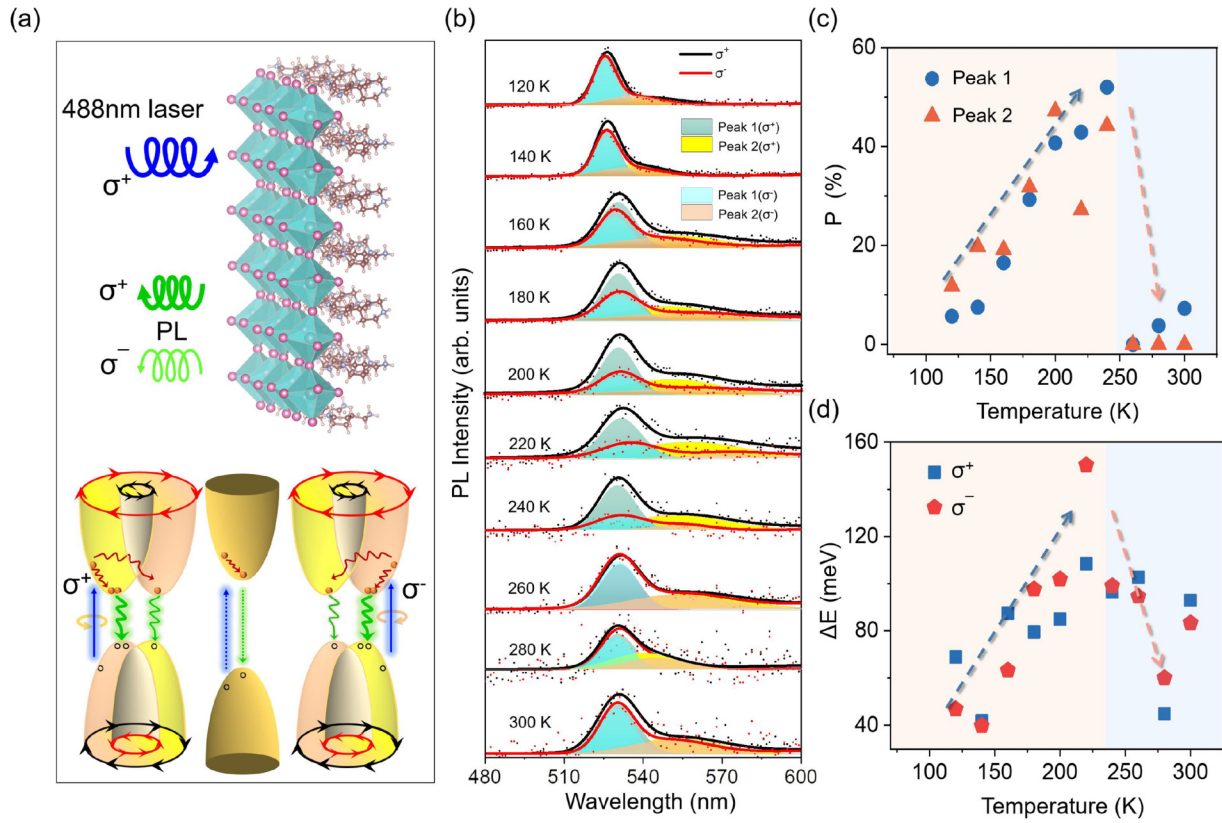 (a)
488nm laser
σ⁺
σ⁺
PL
σ⁻
σ⁺
σ⁻
(b)
σ⁺
σ⁻
120 K
Peak 1(σ⁺)
Peak 2(σ⁺)
140 K
Peak 1(σ⁻)
Peak 2(σ⁻)
160 K
180 K
200 K
220 K
240 K
260 K
280 K
300 K
PL Intensity (arb. units)
480 510 540 570 600
Wavelength (nm)
(c)
60
40
20
0
P (%)
Peak 1
Peak 2
100 150 200 250 300
Temperature (K)
(d)
160
120
80
40
ΔE (meV)
σ⁺
σ⁻
100 150 200 250 300
Temperature (K)